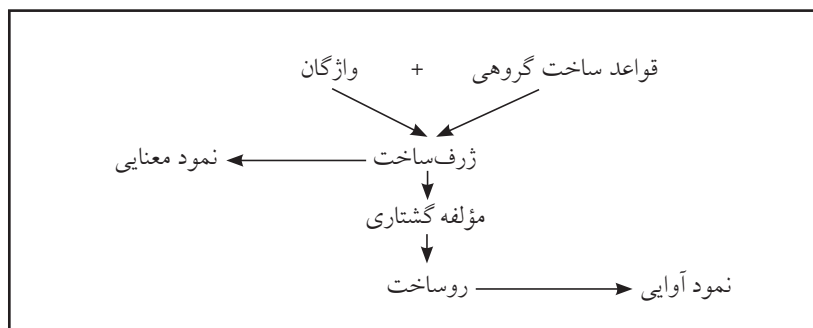 قواعد ساخت گروهی + واژگان
ژرف‌ساخت نمود معنایی
مؤلفه گشتاری
نمود آوایی روساخت